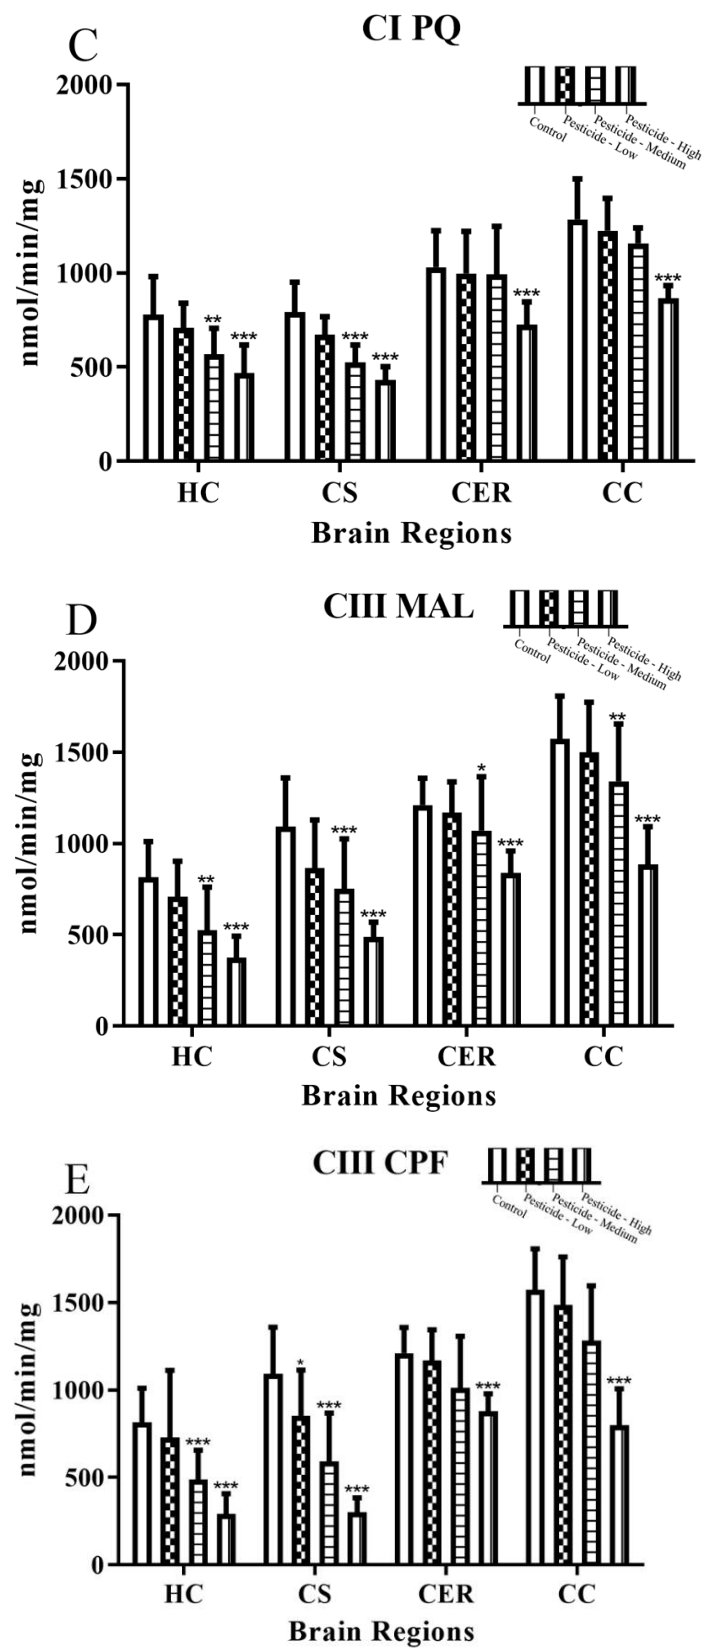 C
CI PQ
Control
Pesticide - Low
Pesticide - Medium
Pesticide - High
nmol/min/mg
2000
1500
1000
500
0
** ***
*** ***
***
***
HC CS CER CC
Brain Regions
D
CIII MAL
Control
Pesticide - Low
Pesticide - Medium
Pesticide - High
nmol/min/mg
2000
1500
1000
500
0
** ***
*** ***
* ***
** ***
HC CS CER CC
Brain Regions
E
CIII CPF
Control
Pesticide - Low
Pesticide - Medium
Pesticide - High
nmol/min/mg
2000
1500
1000
500
0
*** ***
* *** ***
***
***
HC CS CER CC
Brain Regions